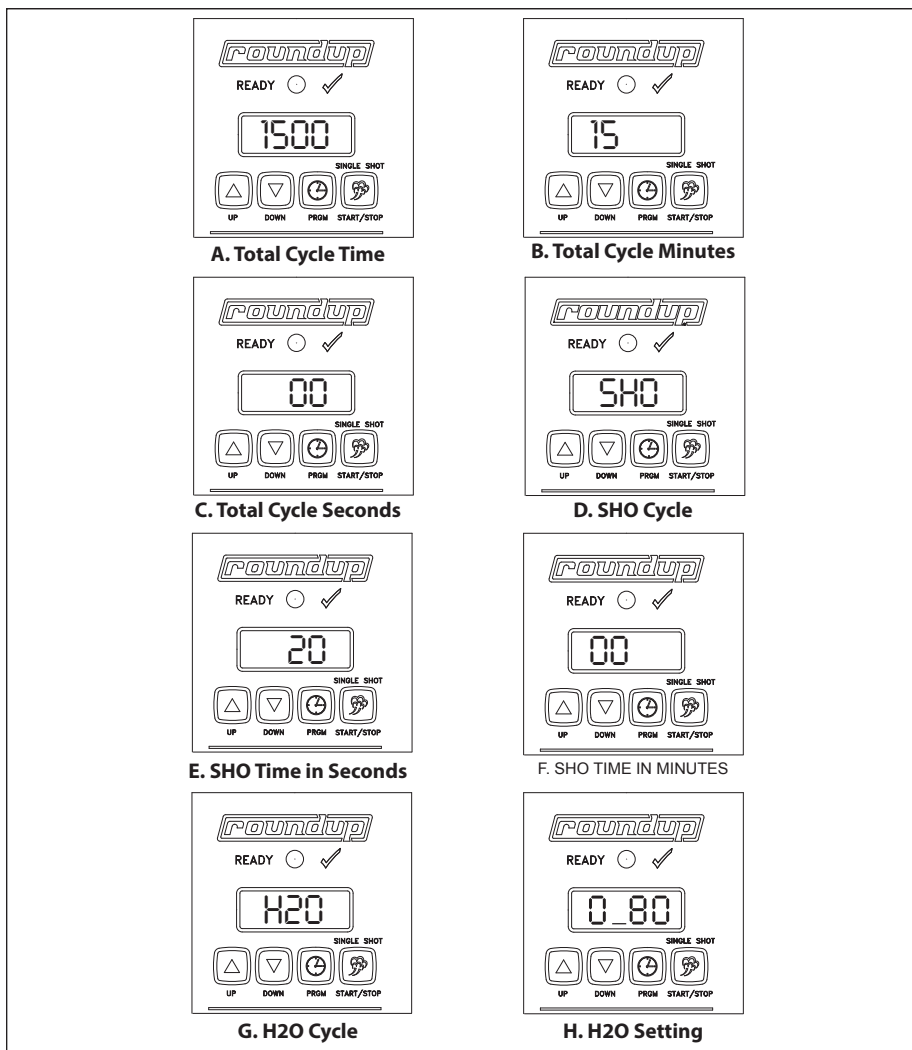 roundup
READY
1500
SINGLE SHOT
UP DOWN PRGM START/STOP
A. Total Cycle Time
roundup
READY
15
SINGLE SHOT
UP DOWN PRGM START/STOP
B. Total Cycle Minutes
roundup
READY
00
SINGLE SHOT
UP DOWN PRGM START/STOP
C. Total Cycle Seconds
roundup
READY
SHO
SINGLE SHOT
UP DOWN PRGM START/STOP
D. SHO Cycle
roundup
READY
20
SINGLE SHOT
UP DOWN PRGM START/STOP
E. SHO Time in Seconds
roundup
READY
00
SINGLE SHOT
UP DOWN PRGM START/STOP
F. SHO TIME IN MINUTES
roundup
READY
H20
SINGLE SHOT
UP DOWN PRGM START/STOP
G. H2O Cycle
roundup
READY
0_80
SINGLE SHOT
UP DOWN PRGM START/STOP
H. H2O Setting